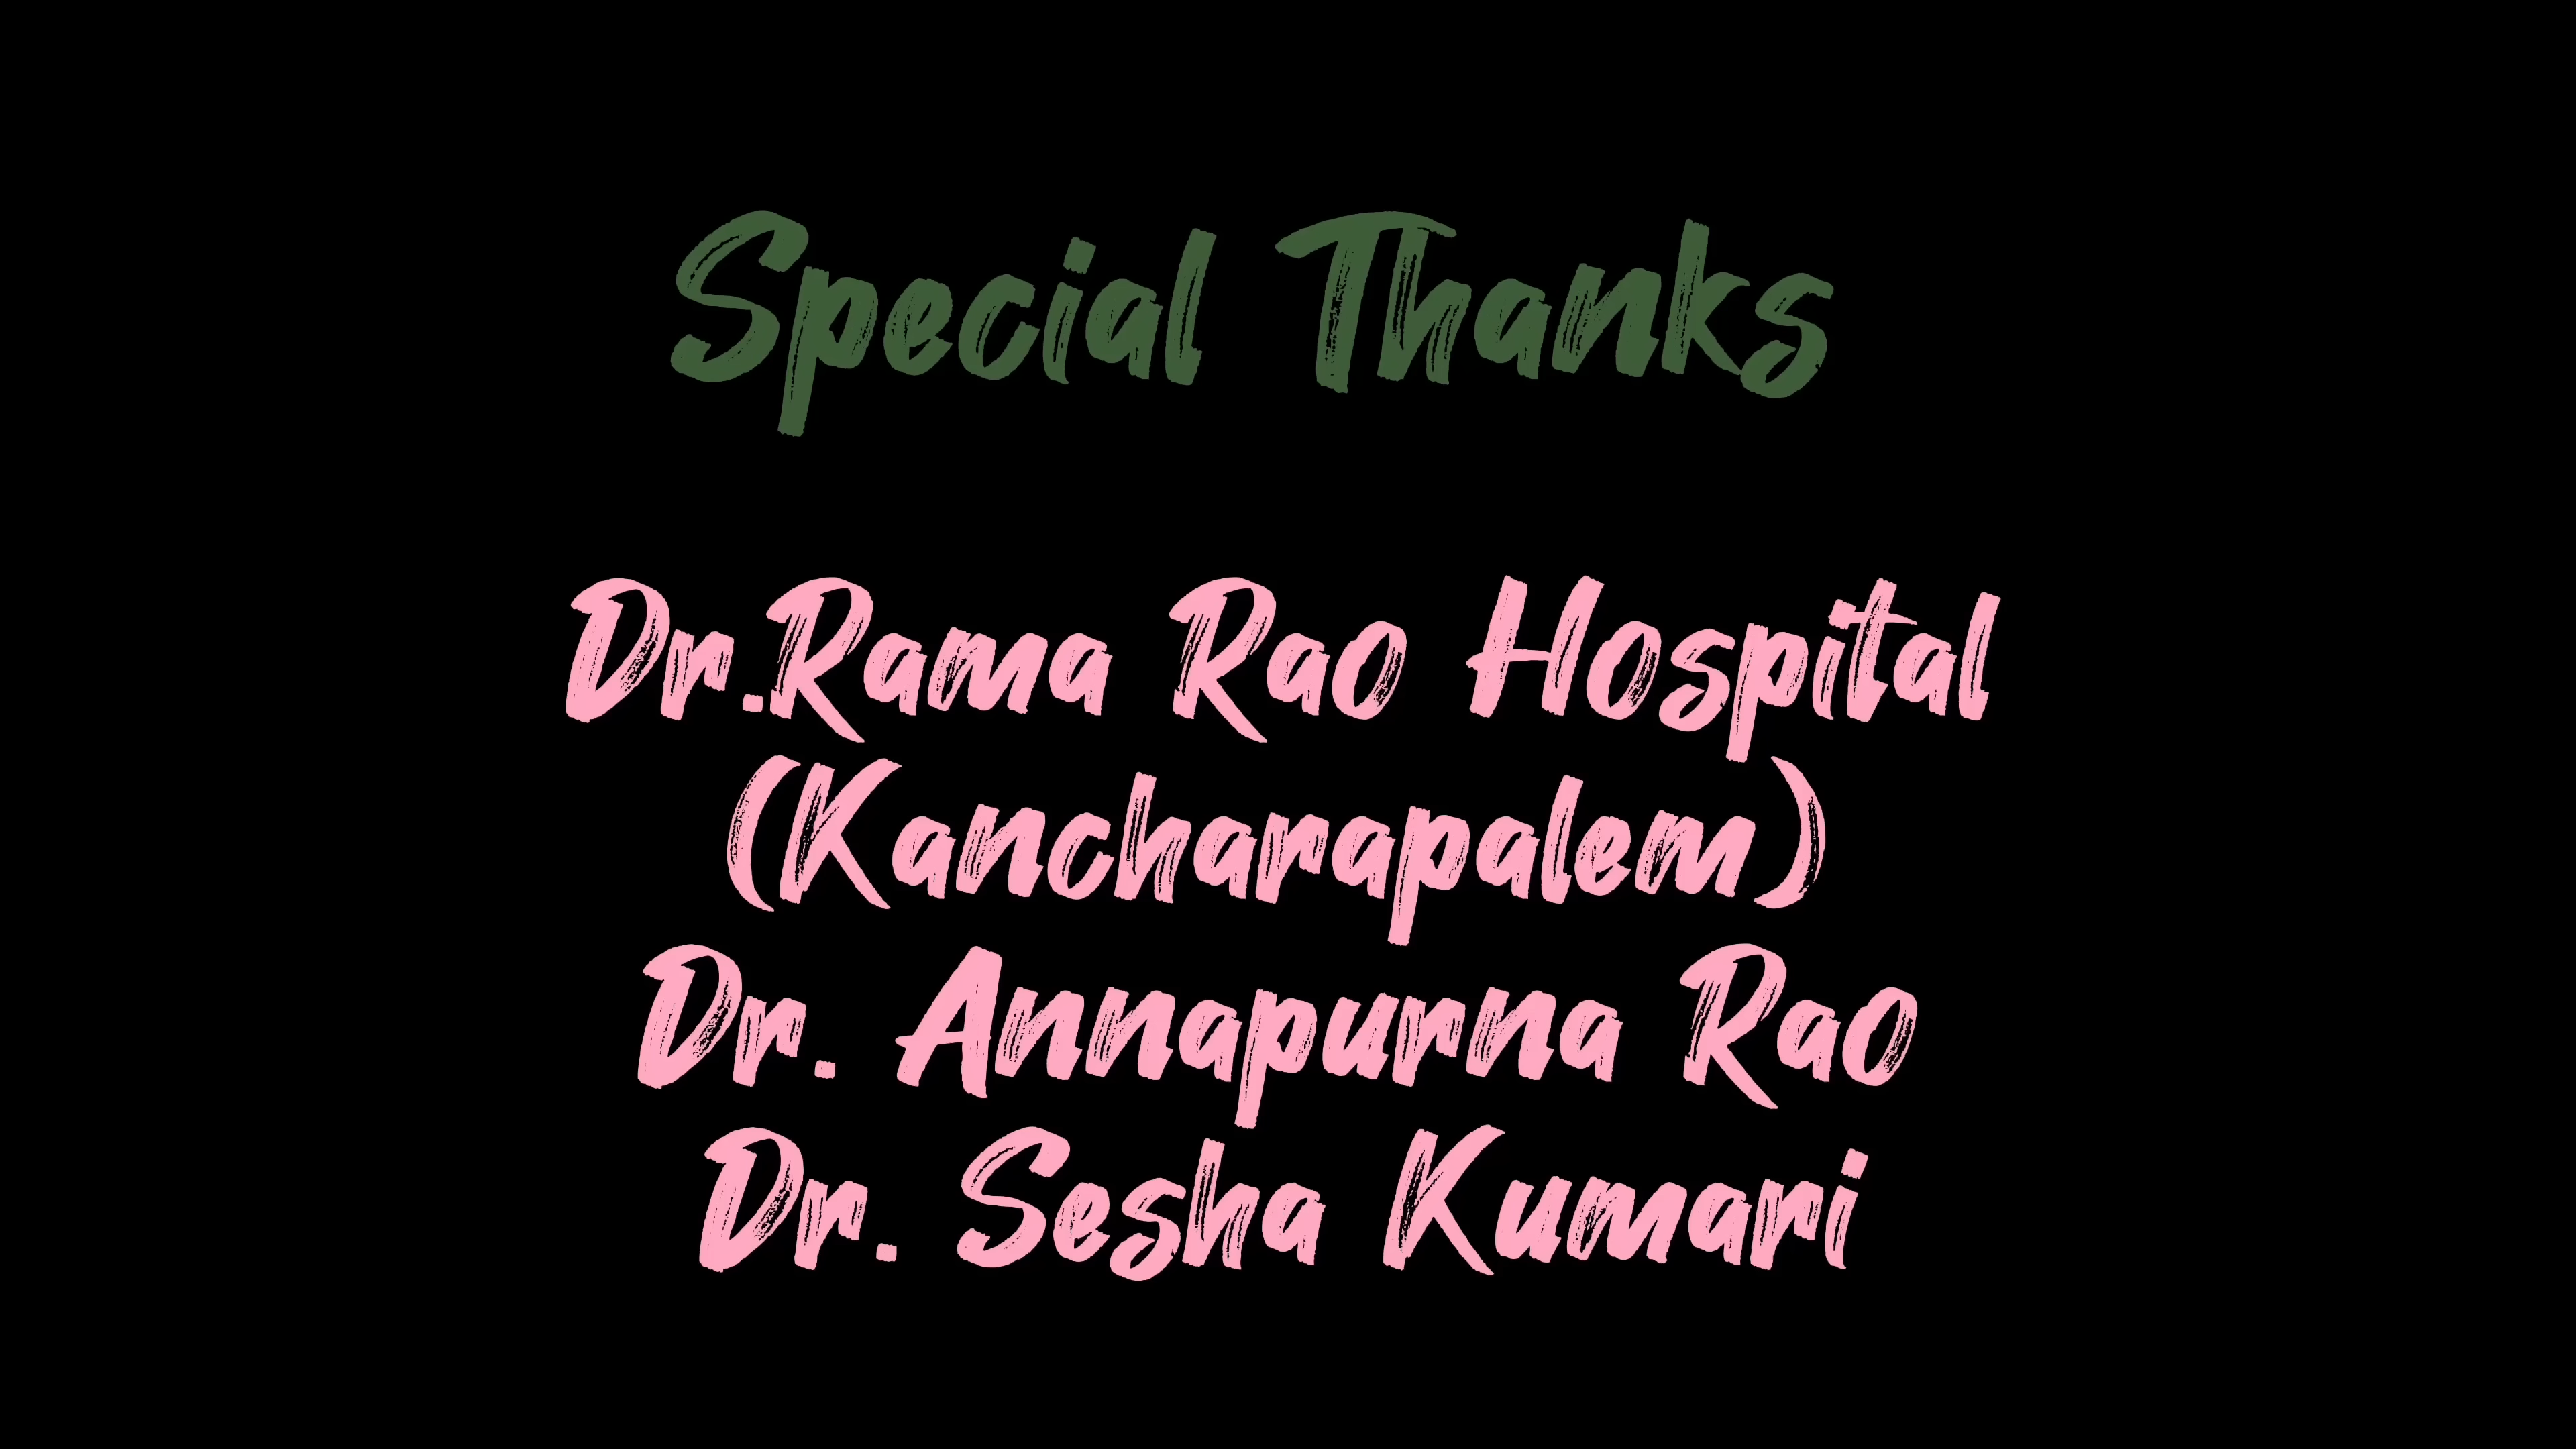 Special Thanks
Dr.Rama Rao Hospital
(Kancharapalem)
Dr. Annapurna Rao
Dr. Sesha Kumari